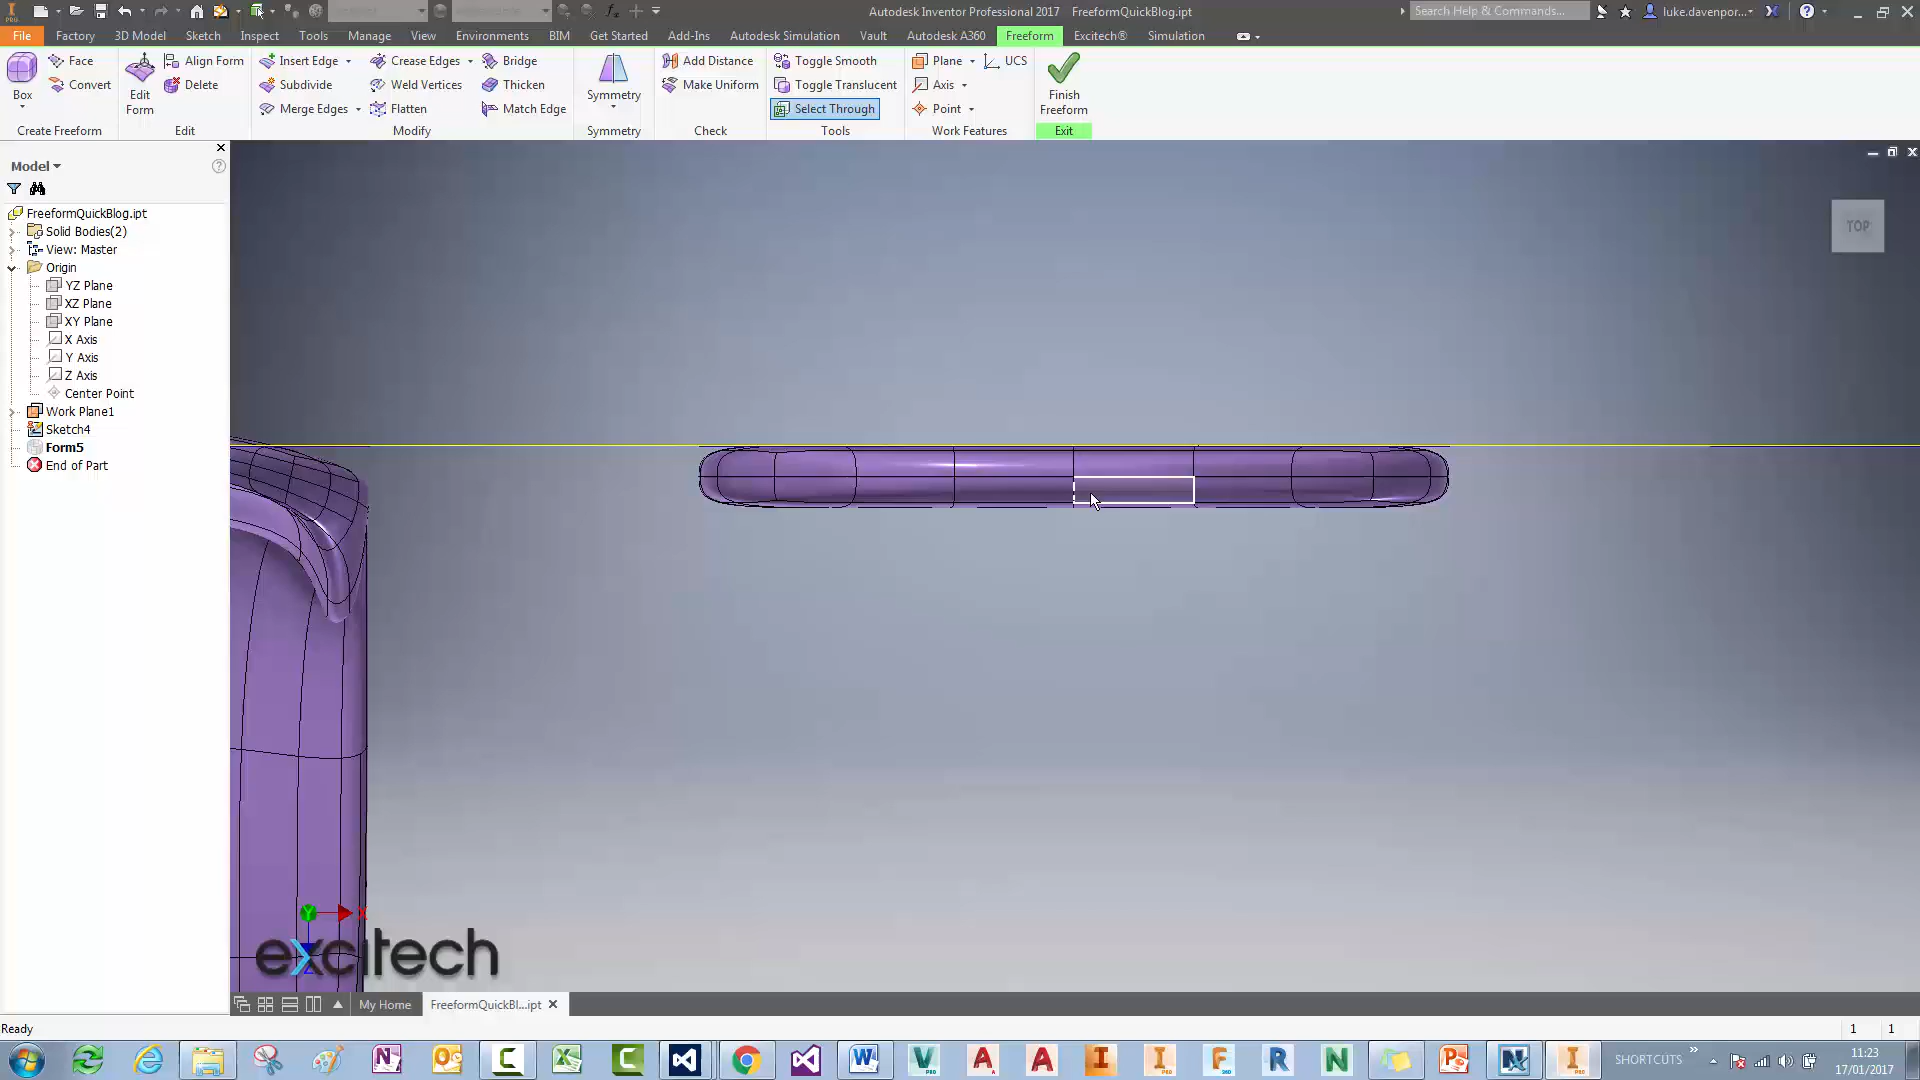 Autodesk Inventor Professional 2017 FreeformQuickBlog.ipt
Search Help & Commands...
luke.davenpor...
File Factory 3D Model Sketch Inspect Tools Manage View Environments BIM Get Started Add-Ins Autodesk Simulation Vault Autodesk A360 Freeform Excitech® Simulation
Box
Face
Convert
Create Freeform
Edit Form
Align Form
Delete
Edit
Insert Edge
Subdivide
Merge Edges
Crease Edges
Weld Vertices
Flatten
Bridge
Thicken
Match Edge
Modify
Symmetry
Symmetry
Add Distance
Make Uniform
Check
Toggle Smooth
Toggle Translucent
Select Through
Tools
Plane
Axis
Point
UCS
Work Features
Finish Freeform
Exit
Model
FreeformQuickBlog.ipt
Solid Bodies(2)
View: Master
Origin
YZ Plane
XZ Plane
XY Plane
X Axis
Y Axis
Z Axis
Center Point
Work Plane1
Sketch4
Form5
End of Part
TOP
Y X
Z
excitech
My Home FreeformQuickBl...ipt
Ready 1 1
SHORTCUTS
11:23
17/01/2017